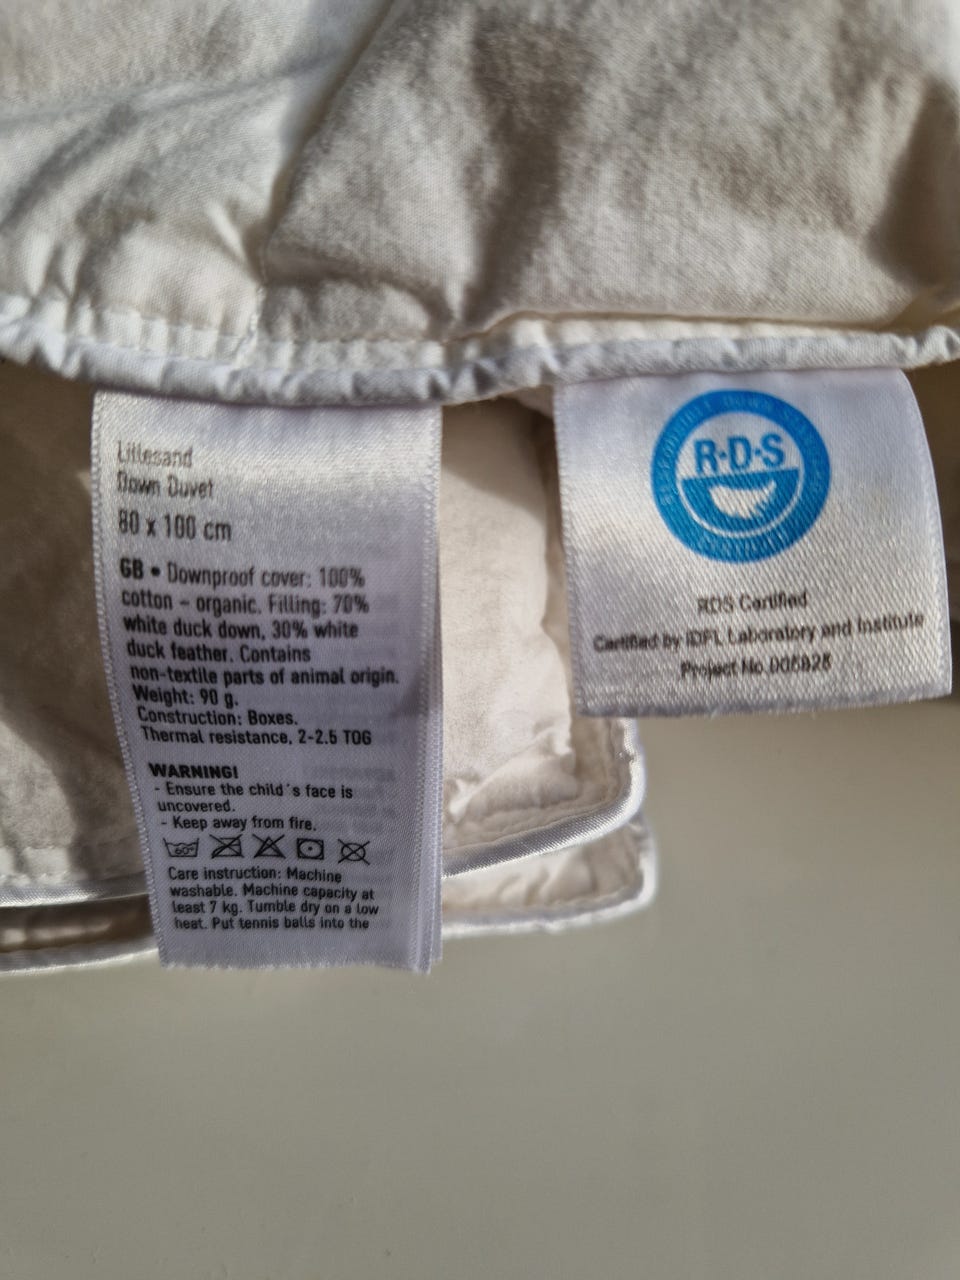 Lillesand
Down Duvet
80 x 100 cm
GB • Downproof cover: 100%
cotton – organic. Filling: 70%
white duck down, 30% white
duck feather. Contains
non-textile parts of animal origin.
Weight: 90 g.
Construction: Boxes.
Thermal resistance, 2-2.5 TOG
WARNING!
- Ensure the child´s face is
uncovered.
- Keep away from fire.
60°
Care instruction: Machine
washable. Machine capacity at
least 7 kg. Tumble dry on a low
heat. Put tennis balls into the
R·D·S
RDS Certified
Certified by IDFL Laboratory and Institute
Project No.